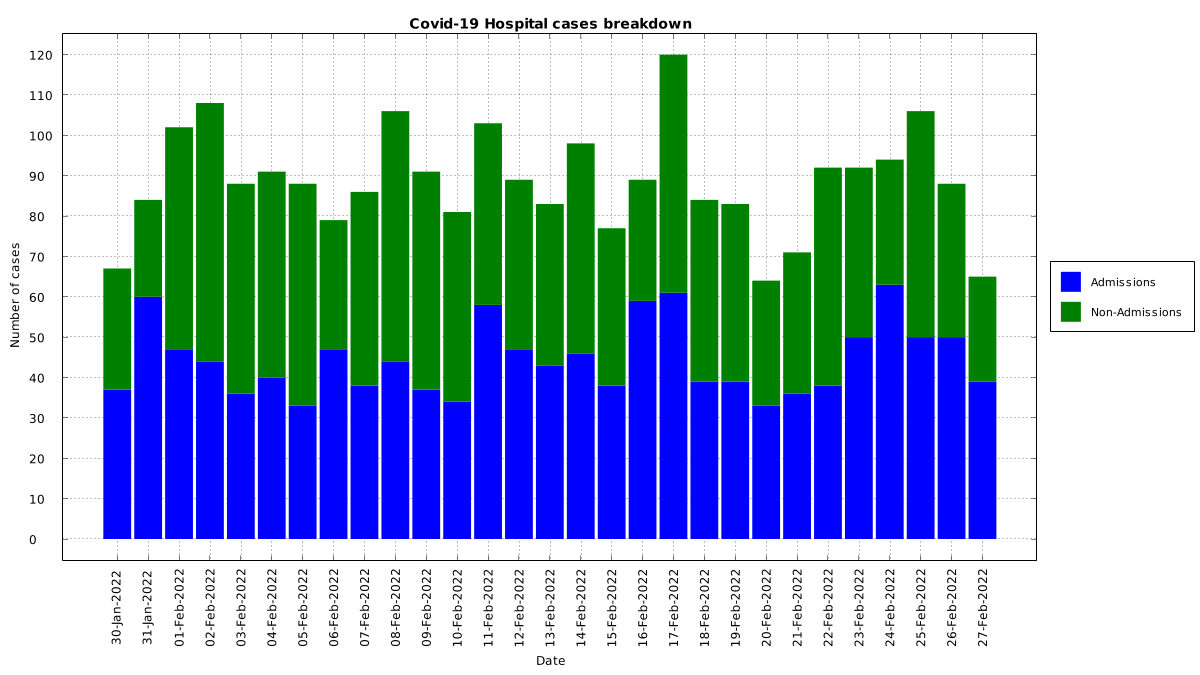 Covid-19 Hospital cases breakdown
120
110
100
90
80
70
60
50
40
30
20
10
0
Number of cases
Admissions
Non-Admissions
30-Jan-2022
31-Jan-2022
01-Feb-2022
02-Feb-2022
03-Feb-2022
04-Feb-2022
05-Feb-2022
06-Feb-2022
07-Feb-2022
08-Feb-2022
09-Feb-2022
10-Feb-2022
11-Feb-2022
12-Feb-2022
13-Feb-2022
14-Feb-2022
15-Feb-2022
16-Feb-2022
17-Feb-2022
18-Feb-2022
19-Feb-2022
20-Feb-2022
21-Feb-2022
22-Feb-2022
23-Feb-2022
24-Feb-2022
25-Feb-2022
26-Feb-2022
27-Feb-2022
Date